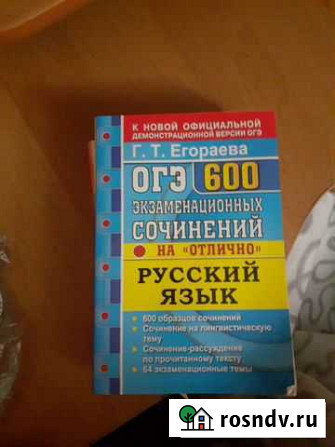 К НОВОЙ ОФИЦИАЛЬНОЙ
ДЕМОНСТРАЦИОННОЙ ВЕРСИИ ОГЭ
Г. Т. Егораева
ОГЭ 600
ЭКЗАМЕНАЦИОННЫХ
СОЧИНЕНИЙ
НА «ОТЛИЧНО»
РУССКИЙ
ЯЗЫК
600 образцов сочинений
Сочинение на лингвистическую
тему
Сочинение-рассуждение
по прочитанному тексту
64 экзаменационные темы
rosndv.ru